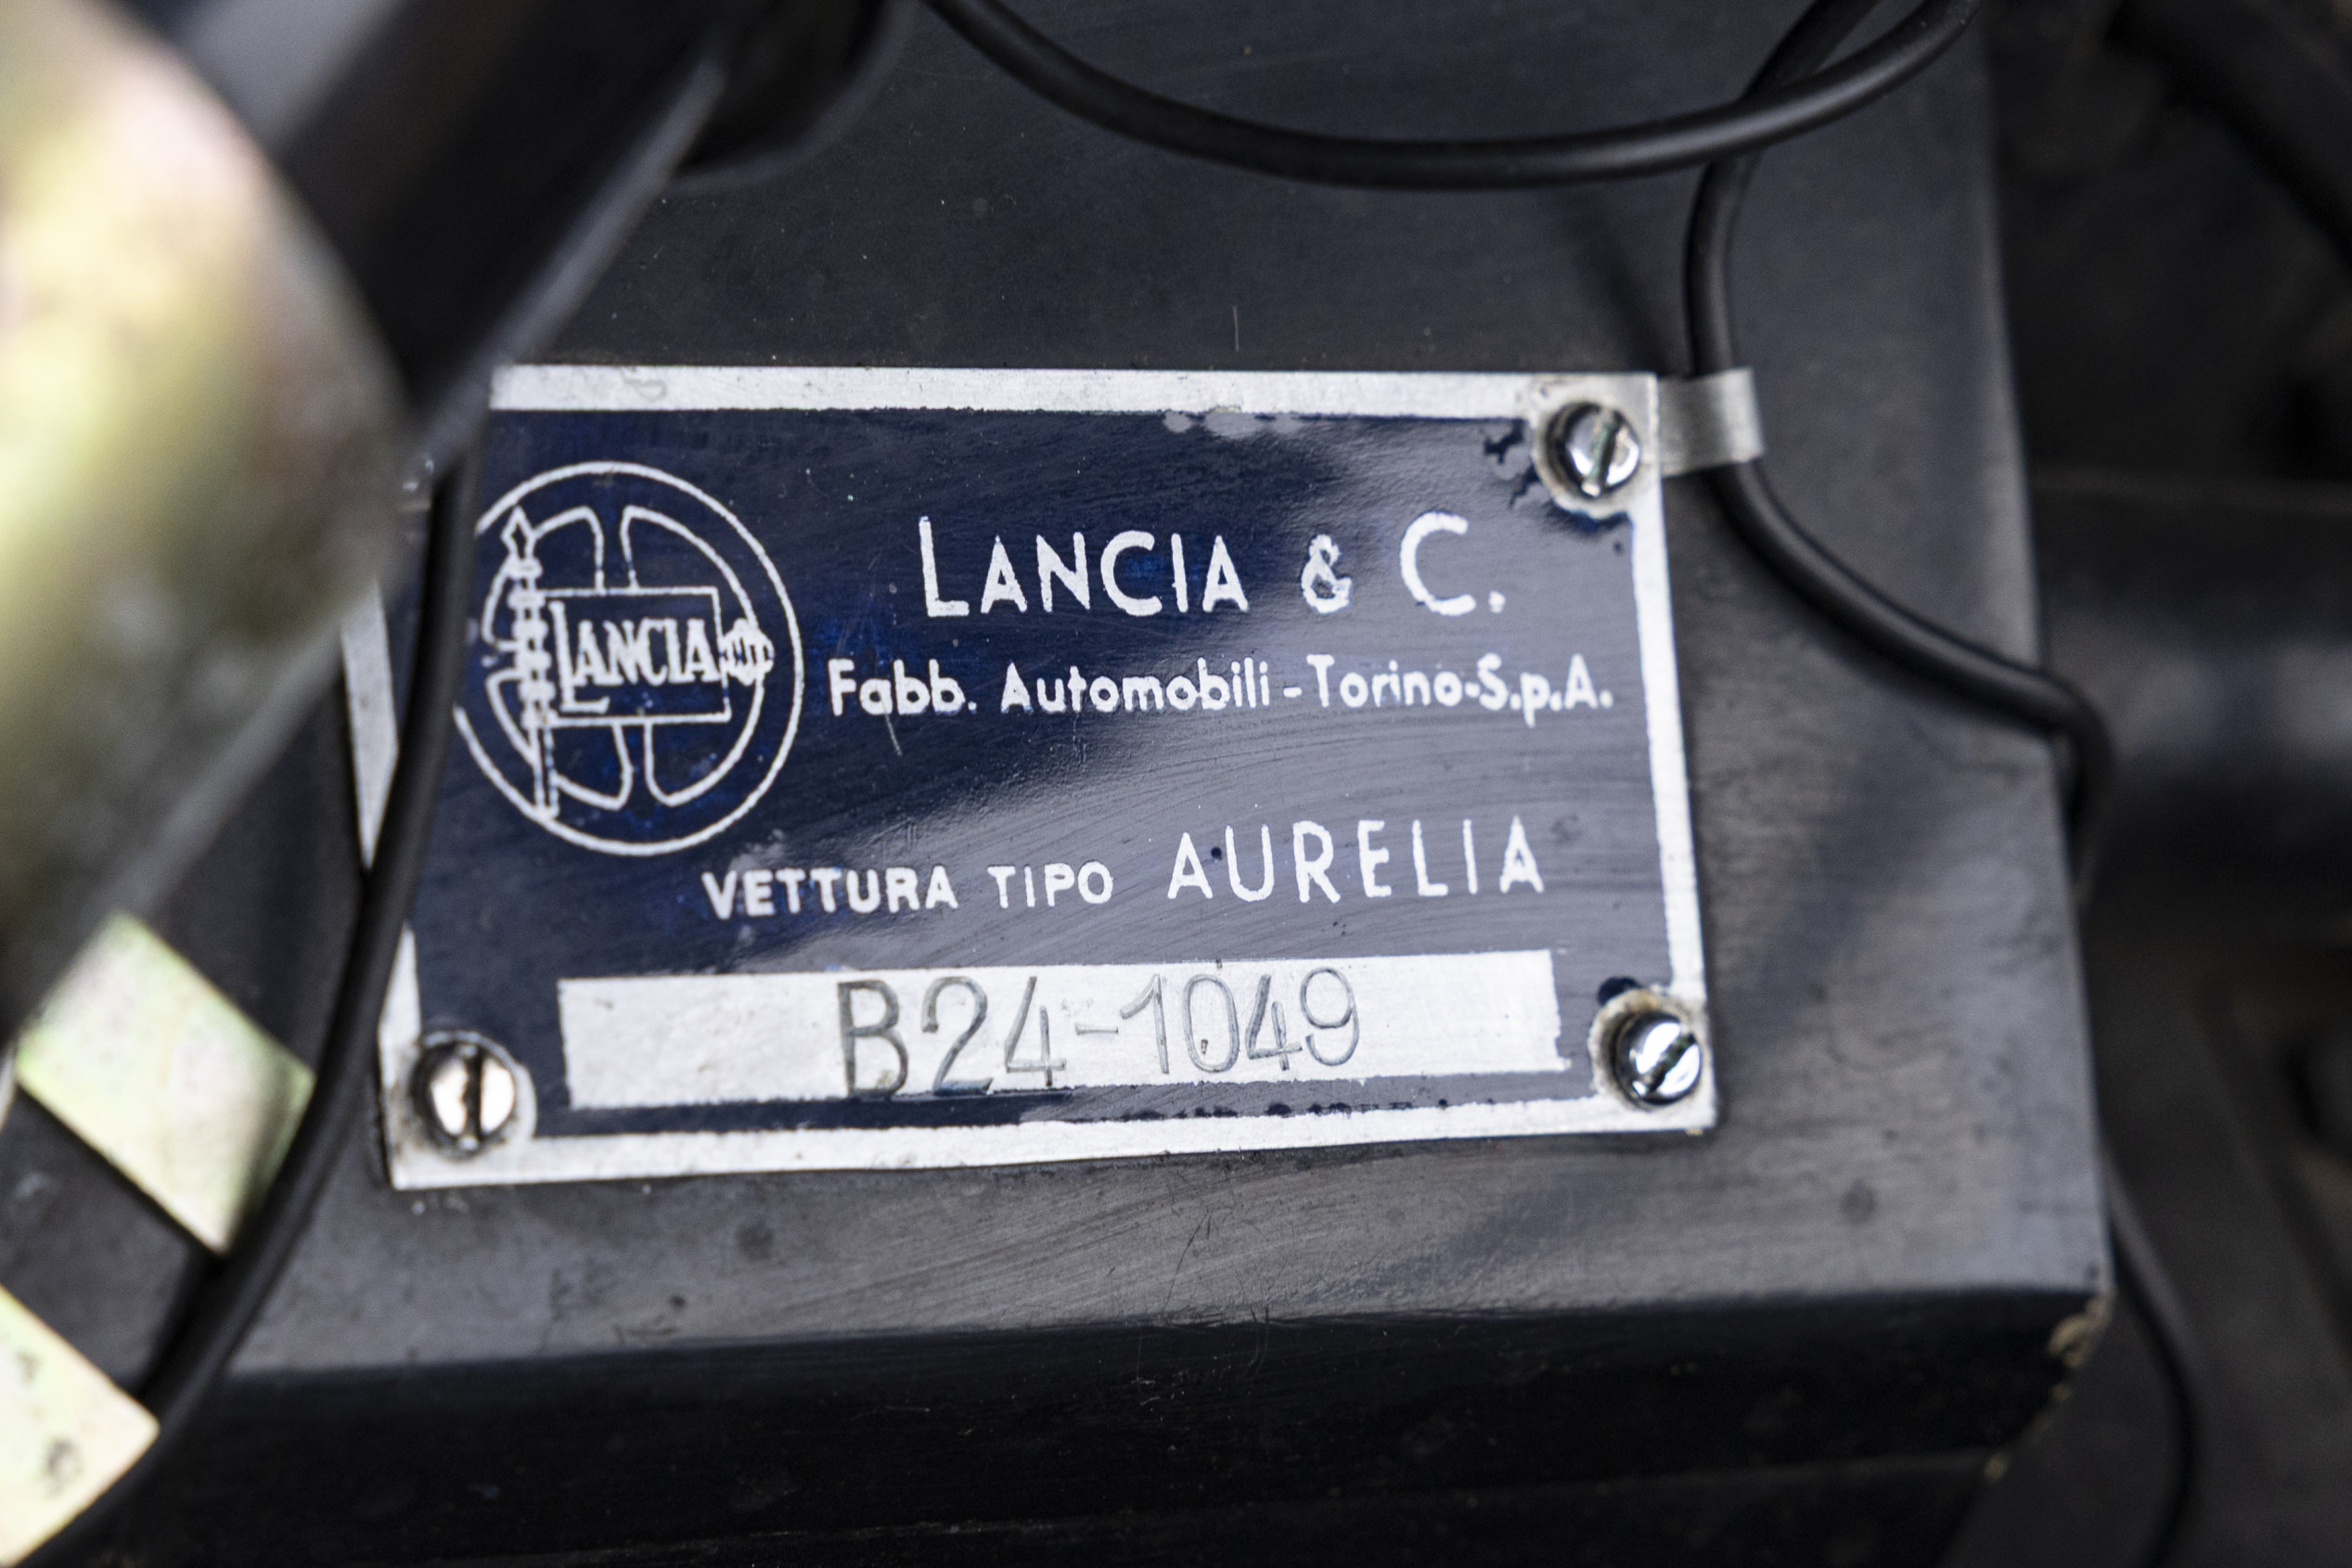 LANCIA & C.
LANCIA
Fabb. Automobili - Torino - S.p.A.
VETTURA TIPO AURELIA
B24-1049